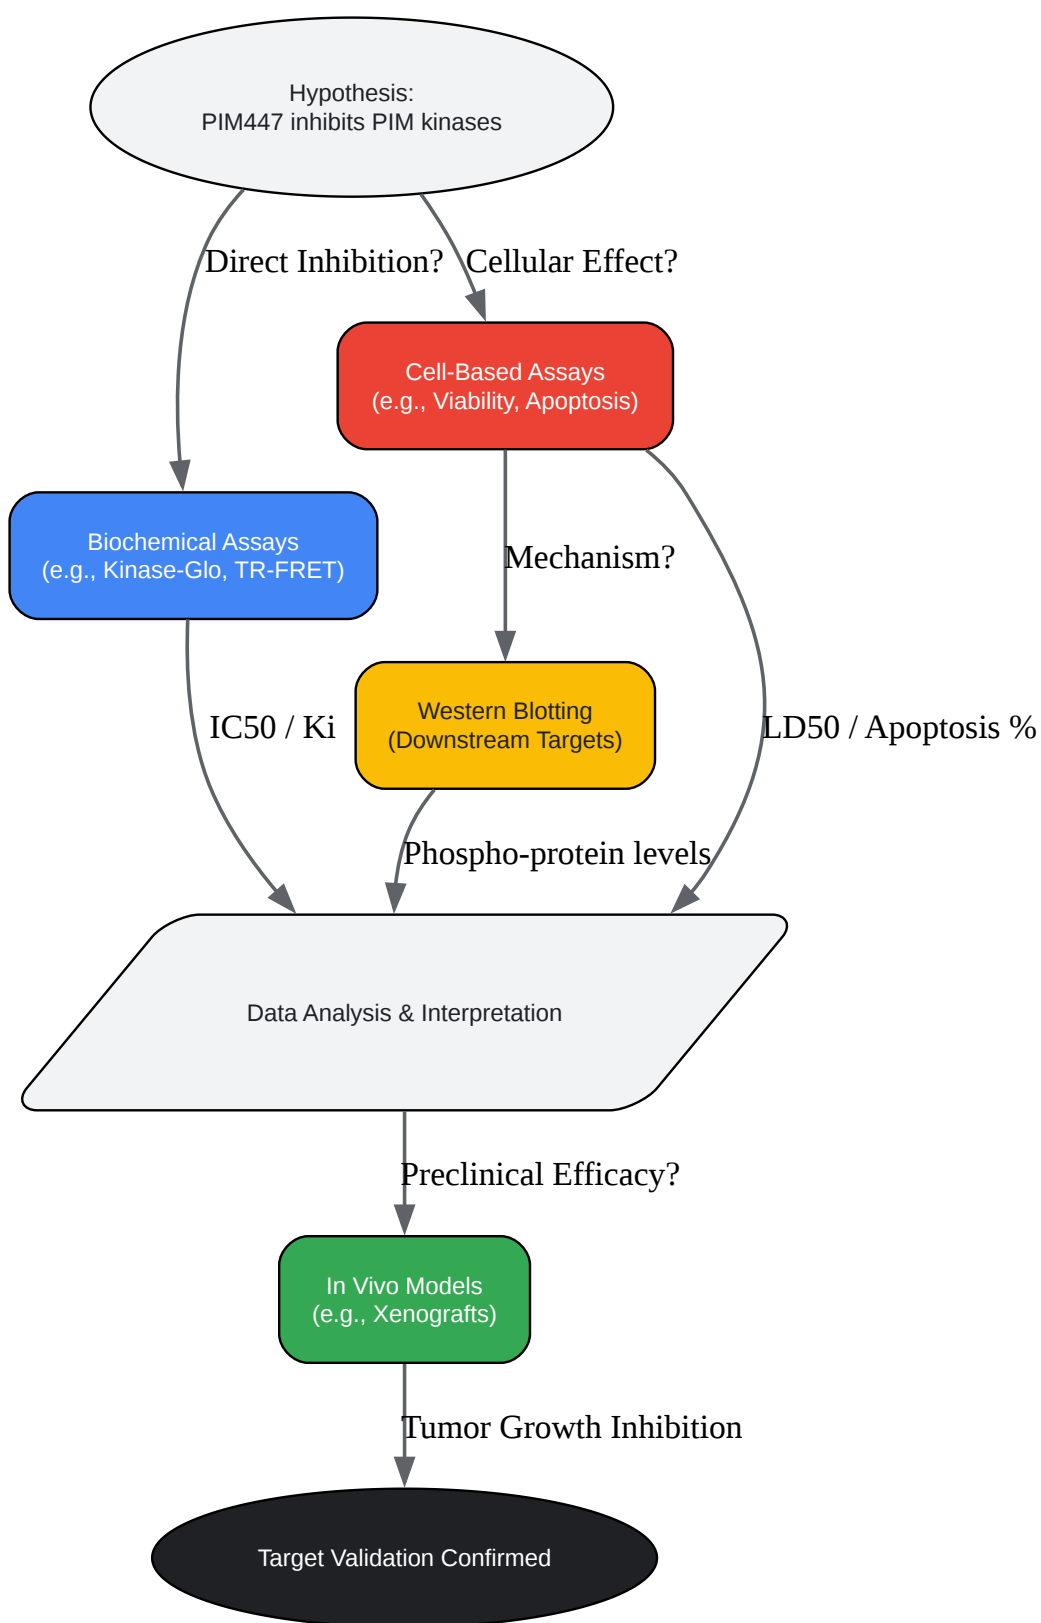 Hypothesis:
PIM447 inhibits PIM kinases
Direct Inhibition?
Cellular Effect?
Cell-Based Assays
(e.g., Viability, Apoptosis)
Biochemical Assays
(e.g., Kinase-Glo, TR-FRET)
Mechanism?
Western Blotting
(Downstream Targets)
IC50 / Ki
LD50 / Apoptosis %
Phospho-protein levels
Data Analysis & Interpretation
Preclinical Efficacy?
In Vivo Models
(e.g., Xenografts)
Tumor Growth Inhibition
Target Validation Confirmed